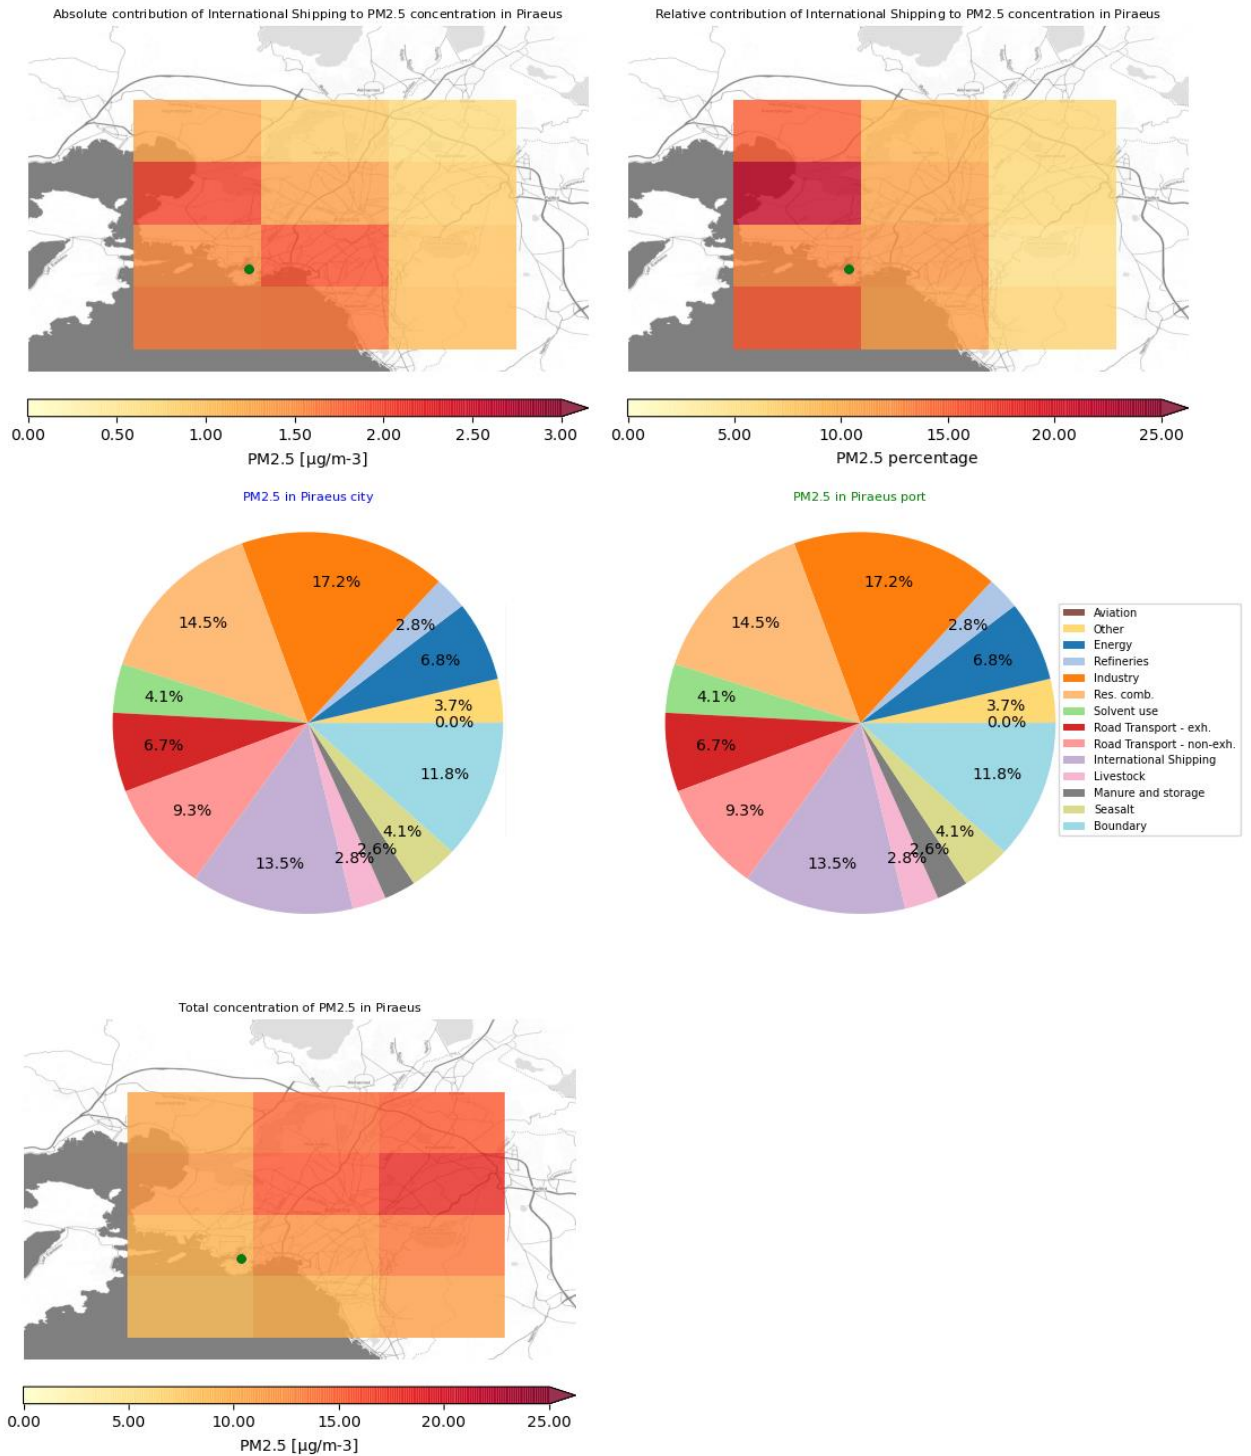 Absolute contribution of International Shipping to PM2.5 concentration in Piraeus
Relative contribution of International Shipping to PM2.5 concentration in Piraeus
0.00 0.50 1.00 1.50 2.00 2.50 3.00
PM2.5 [µg/m-3]
0.00 5.00 10.00 15.00 20.00 25.00
PM2.5 percentage
PM2.5 in Piraeus city
17.2%
2.8%
14.5%
6.8%
4.1%
3.7%
0.0%
6.7%
11.8%
9.3%
4.1%
2.6%
2.8%
13.5%
PM2.5 in Piraeus port
17.2%
2.8%
14.5%
6.8%
4.1%
3.7%
0.0%
6.7%
11.8%
9.3%
4.1%
2.6%
2.8%
13.5%
Aviation
Other
Energy
Refineries
Industry
Res. comb.
Solvent use
Road Transport - exh.
Road Transport - non-exh.
International Shipping
Livestock
Manure and storage
Seasalt
Boundary
Total concentration of PM2.5 in Piraeus
0.00 5.00 10.00 15.00 20.00 25.00
PM2.5 [µg/m-3]